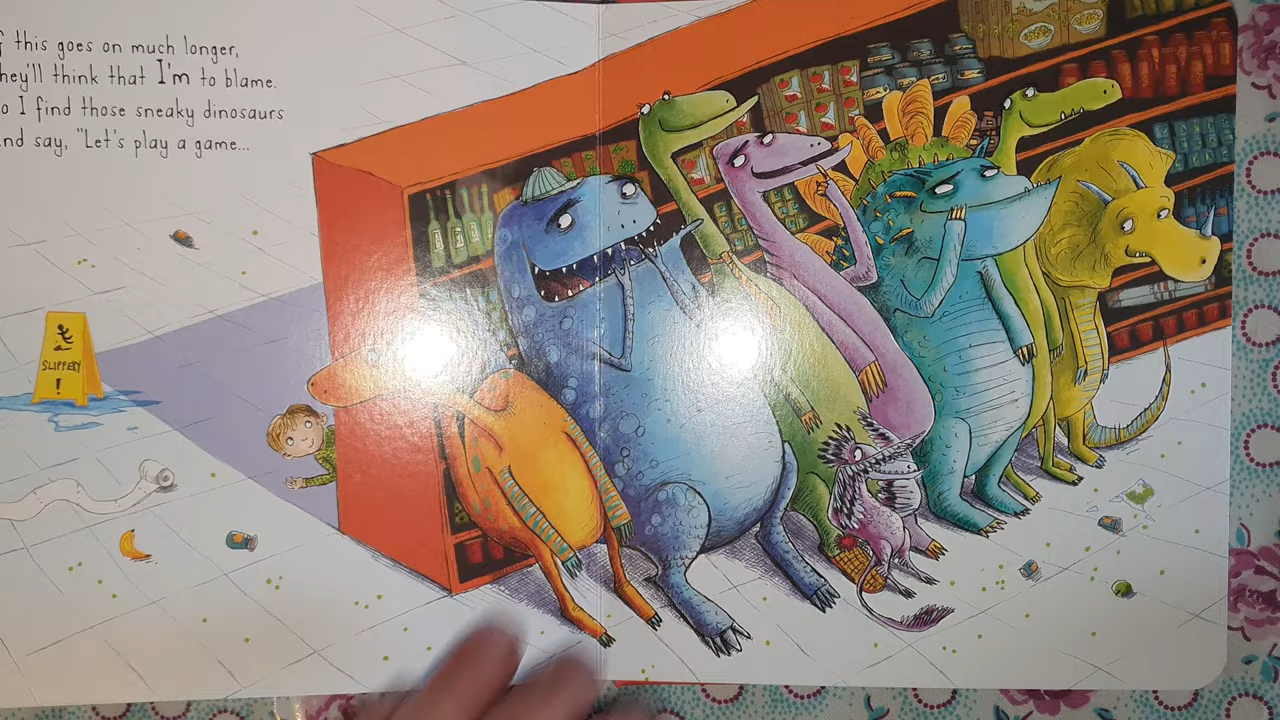 this goes on much longer,
hey'll think that I'm to blame.
o I find those sneaky dinosaurs
nd say, "Let's play a game...
SLIPPERY
!